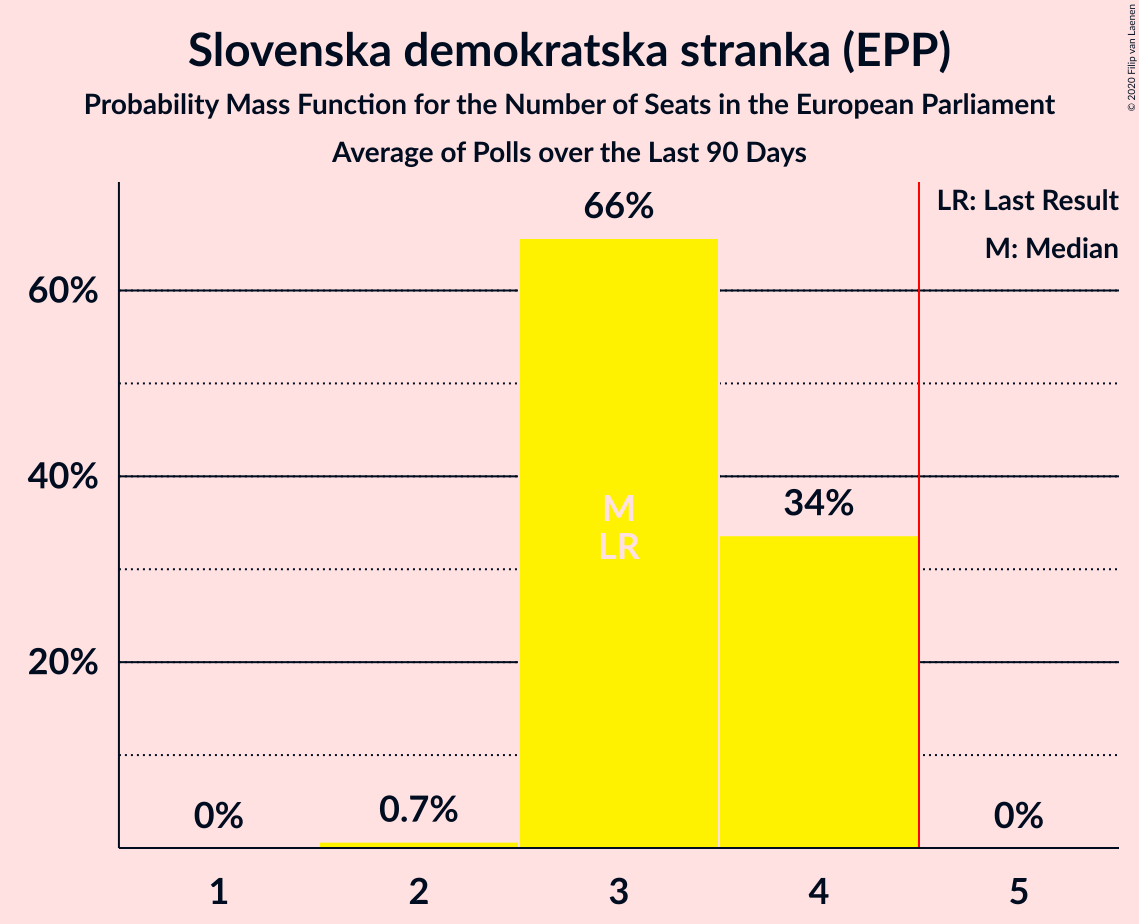 Slovenska demokratska stranka (EPP)
Probability Mass Function for the Number of Seats in the European Parliament
Average of Polls over the Last 90 Days
© 2020 Filip van Laenen
LR: Last Result
M: Median
66%
60%
40%
34%
M
LR
20%
0%
0.7%
0%
1
2
3
4
5